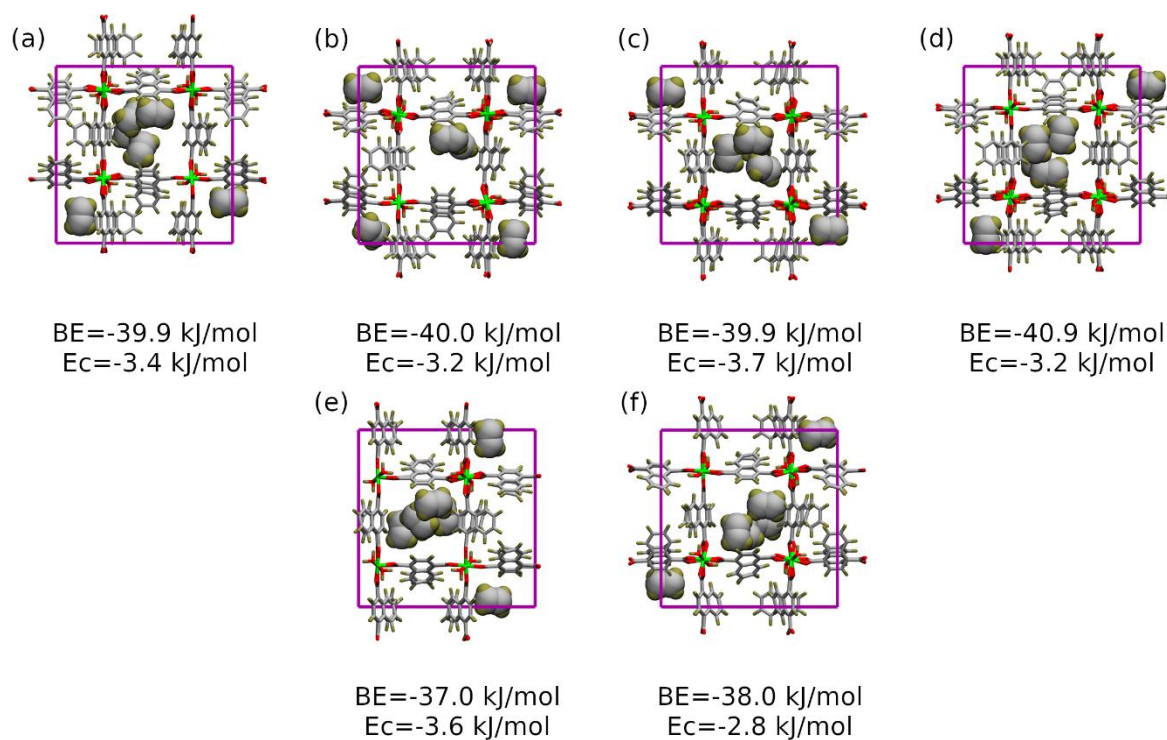 (a)
(b)
(c)
(d)
BE=-39.9 kJ/mol
Ec=-3.4 kJ/mol
BE=-40.0 kJ/mol
Ec=-3.2 kJ/mol
BE=-39.9 kJ/mol
Ec=-3.7 kJ/mol
BE=-40.9 kJ/mol
Ec=-3.2 kJ/mol
(e)
(f)
BE=-37.0 kJ/mol
Ec=-3.6 kJ/mol
BE=-38.0 kJ/mol
Ec=-2.8 kJ/mol